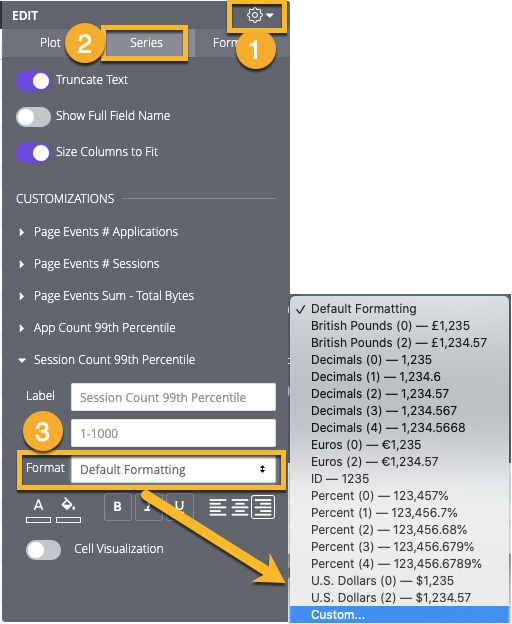 EDIT
1
Plot
2
Series
Form
Truncate Text
Show Full Field Name
Size Columns to Fit
CUSTOMIZATIONS
Page Events # Applications
Page Events # Sessions
Page Events Sum - Total Bytes
App Count 99th Percentile
Session Count 99th Percentile
Label Session Count 99th Percentile
3
1-1000
Format Default Formatting
A B I U
Cell Visualization
✓ Default Formatting
British Pounds (0) — £1,235
British Pounds (2) — £1,234.57
Decimals (0) — 1,235
Decimals (1) — 1,234.6
Decimals (2) — 1,234.57
Decimals (3) — 1,234.567
Decimals (4) — 1,234.5668
Euros (0) — €1,235
Euros (2) — €1,234.57
ID — 1235
Percent (0) — 123,457%
Percent (1) — 123,456.7%
Percent (2) — 123,456.68%
Percent (3) — 123,456.679%
Percent (4) — 123,456.6789%
U.S. Dollars (0) — $1,235
U.S. Dollars (2) — $1,234.57
Custom...